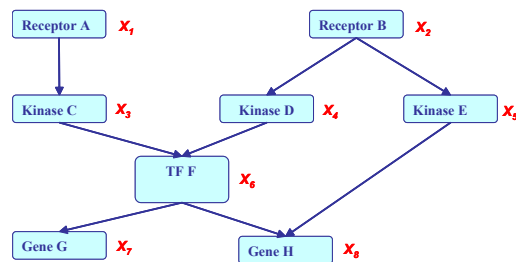 Receptor A X1 Receptor B X2
Kinase C X3 Kinase D X4 Kinase E X5
TF F X6
Gene G X7 Gene H X8